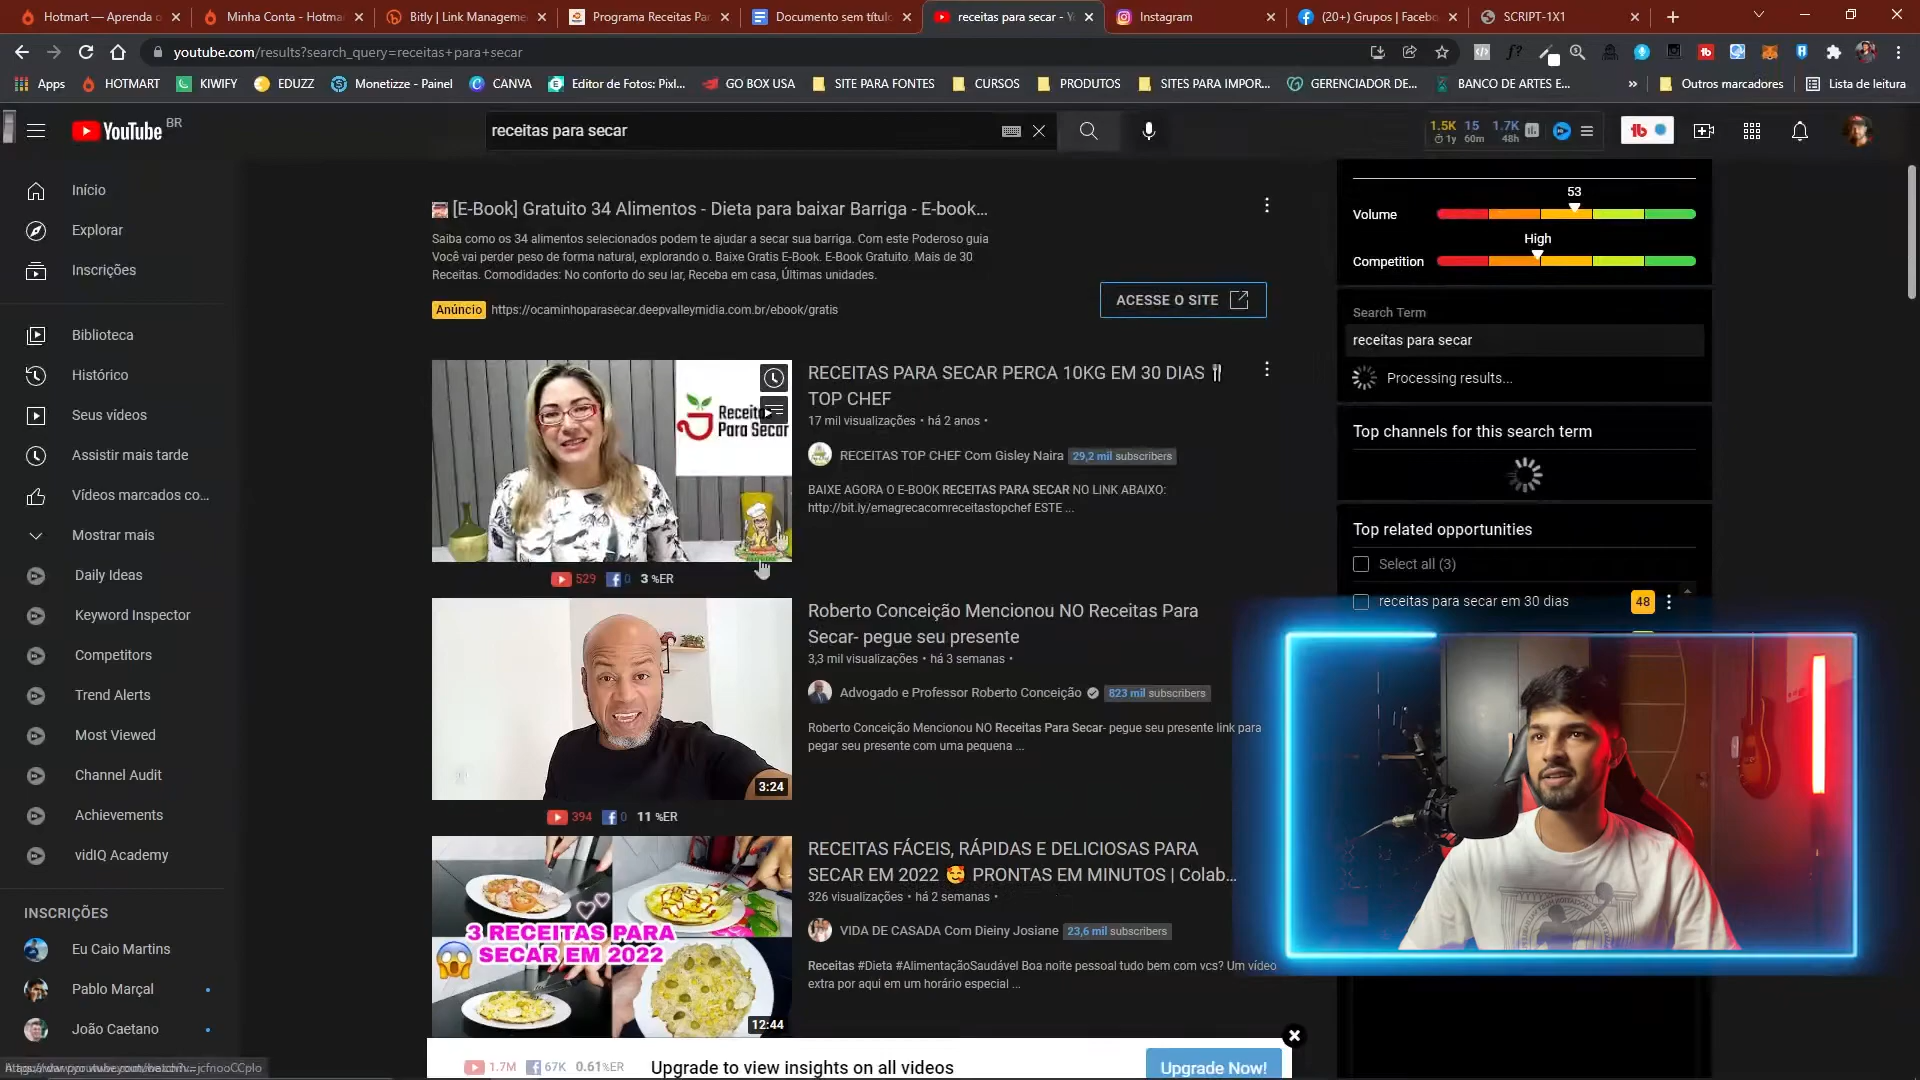 Hotmart — Aprenda o
Minha Conta - Hotma
Bitly | Link Manageme
Programa Receitas Pa
Documento sem título
receitas para secar - Y
Instagram
(20+) Grupos | Facebo
SCRIPT-1X1
youtube.com/results?search_query=receitas+para+secar
Apps
HOTMART
KIWIFY
EDUZZ
Monetizze - Painel
CANVA
Editor de Fotos: Pixl...
GO BOX USA
SITE PARA FONTES
CURSOS
PRODUTOS
SITES PARA IMPOR...
GERENCIADOR DE...
BANCO DE ARTES E...
»
Outros marcadores
Lista de leitura
YouTube BR
receitas para secar
1.5K 15 1.7K
1y 60m 48h
tb
Início
Explorar
Inscrições
Biblioteca
Histórico
Seus vídeos
Assistir mais tarde
Vídeos marcados co...
Mostrar mais
Daily Ideas
Keyword Inspector
Competitors
Trend Alerts
Most Viewed
Channel Audit
Achievements
vidIQ Academy
INSCRIÇÕES
Eu Caio Martins
Pablo Marçal
João Caetano
[E-Book] Gratuito 34 Alimentos - Dieta para baixar Barriga - E-book...
Saiba como os 34 alimentos selecionados podem te ajudar a secar sua barriga. Com este Poderoso guia
Você vai perder peso de forma natural, explorando o. Baixe Gratis E-Book. E-Book Gratuito. Mais de 30
Receitas. Comodidades: No conforto do seu lar, Receba em casa, Últimas unidades.
Anúncio https://ocaminhoparasecar.deepvalleymidia.com.br/ebook/gratis
ACESSE O SITE
Receita
Para Secar
RECEITAS PARA SECAR PERCA 10KG EM 30 DIAS 🍴
TOP CHEF
17 mil visualizações • há 2 anos •
RECEITAS TOP CHEF Com Gisley Naira 29,2 mil subscribers
BAIXE AGORA O E-BOOK RECEITAS PARA SECAR NO LINK ABAIXO:
http://bit.ly/emagrecacomreceitastopchef ESTE ...
529 0 3 %ER
3:24
Roberto Conceição Mencionou NO Receitas Para
Secar- pegue seu presente
3,3 mil visualizações • há 3 semanas •
Advogado e Professor Roberto Conceição 823 mil subscribers
Roberto Conceição Mencionou NO Receitas Para Secar- pegue seu presente link para
pegar seu presente com uma pequena ...
394 0 11 %ER
3 RECEITAS PARA
SECAR EM 2022
12:44
RECEITAS FÁCEIS, RÁPIDAS E DELICIOSAS PARA
SECAR EM 2022 🥰 PRONTAS EM MINUTOS | Colab...
326 visualizações • há 2 semanas •
VIDA DE CASADA Com Dieiny Josiane 23,6 mil subscribers
Receitas #Dieta #AlimentaçãoSaudável Boa noite pessoal tudo bem com vcs? Um vídeo
extra por aqui em um horário especial ...
1.7M 67K 0.61%ER
Upgrade to view insights on all videos
Upgrade Now!
53
Volume
High
Competition
Search Term
receitas para secar
Processing results...
Top channels for this search term
Top related opportunities
Select all (3)
receitas para secar em 30 dias 48